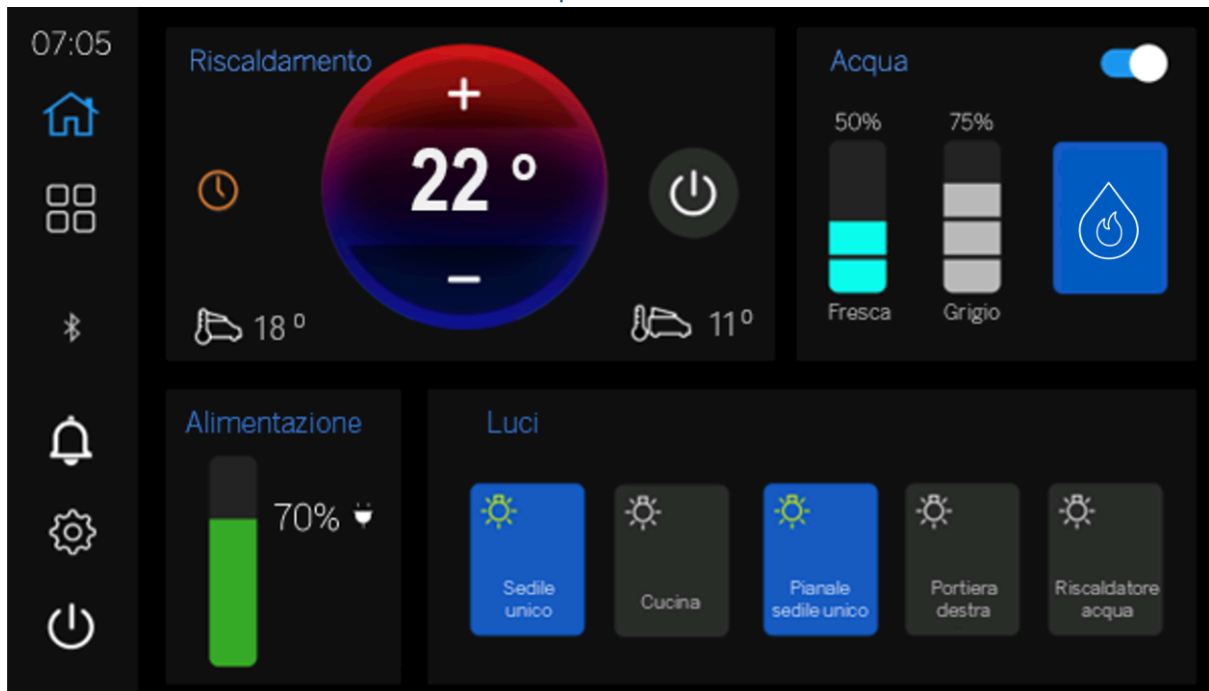 07:05
Riscaldamento
+
22 °
−
18 °
11°
Acqua
50%
75%
Fresca
Grigio
Alimentazione
70%
Luci
Sedile
unico
Cucina
Pianale
sedile unico
Portiera
destra
Riscaldatore
acqua